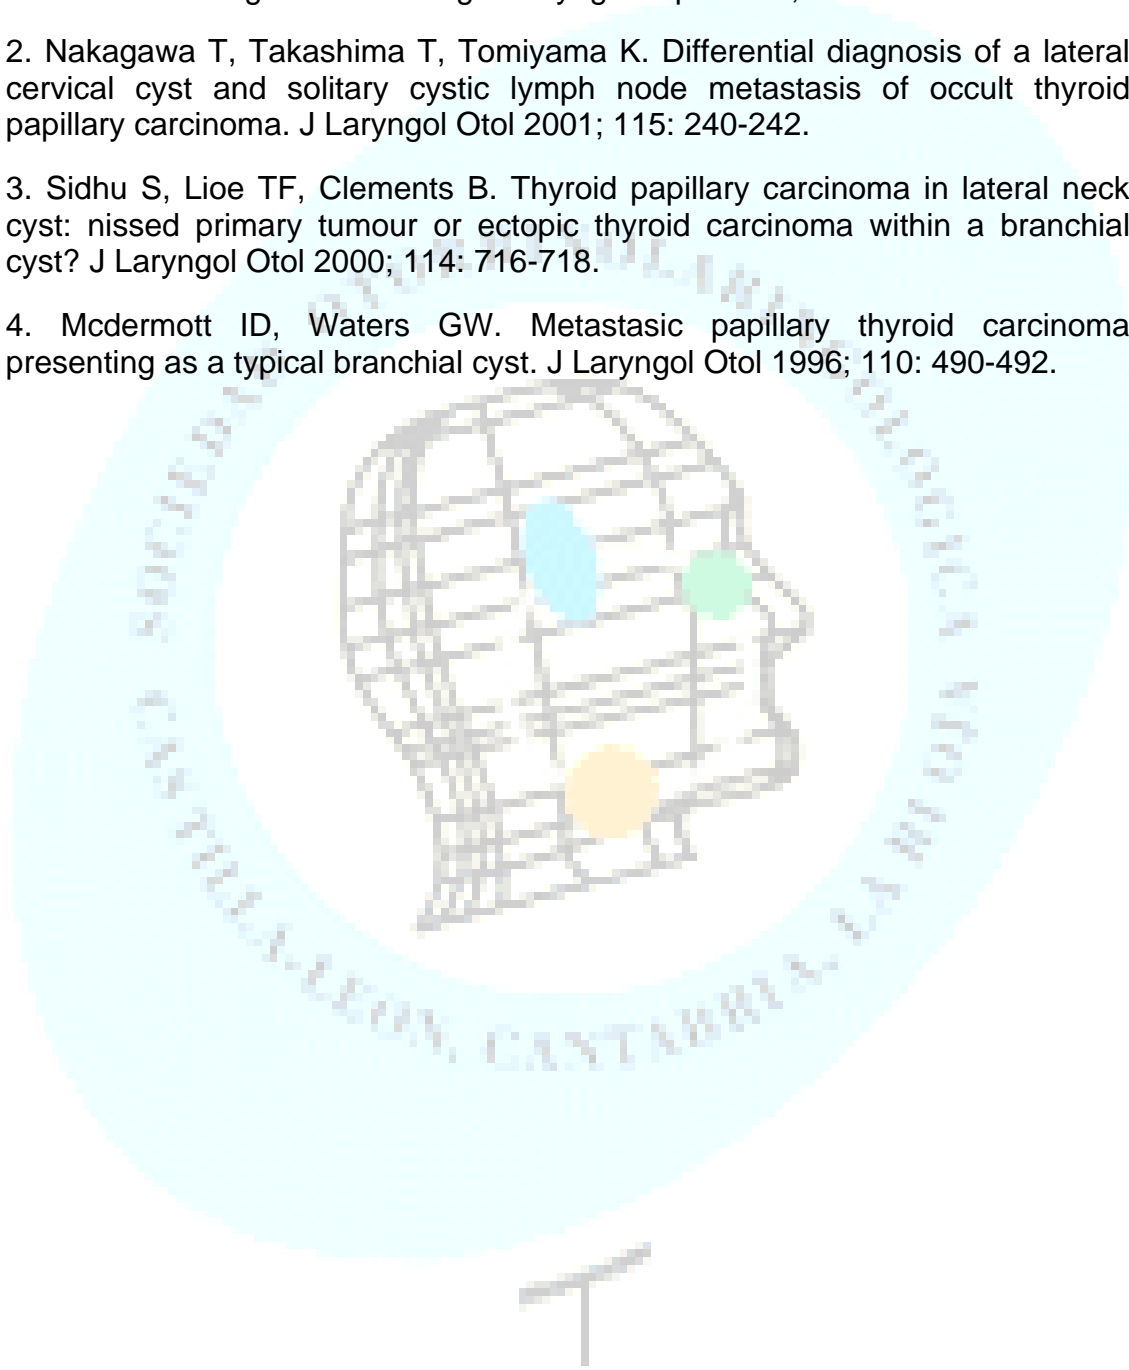 2. Nakagawa T, Takashima T, Tomiyama K. Differential diagnosis of a lateral
cervical cyst and solitary cystic lymph node metastasis of occult thyroid
papillary carcinoma. J Laryngol Otol 2001; 115: 240-242.
3. Sidhu S, Lioe TF, Clements B. Thyroid papillary carcinoma in lateral neck
cyst: nissed primary tumour or ectopic thyroid carcinoma within a branchial
cyst? J Laryngol Otol 2000; 114: 716-718.
4. Mcdermott ID, Waters GW. Metastasic papillary thyroid carcinoma
presenting as a typical branchial cyst. J Laryngol Otol 1996; 110: 490-492.
SOCIEDAD OTORRINOLARINGOLOGICA
CASTILLA-LEON, CANTABRIA, LA RIOJA